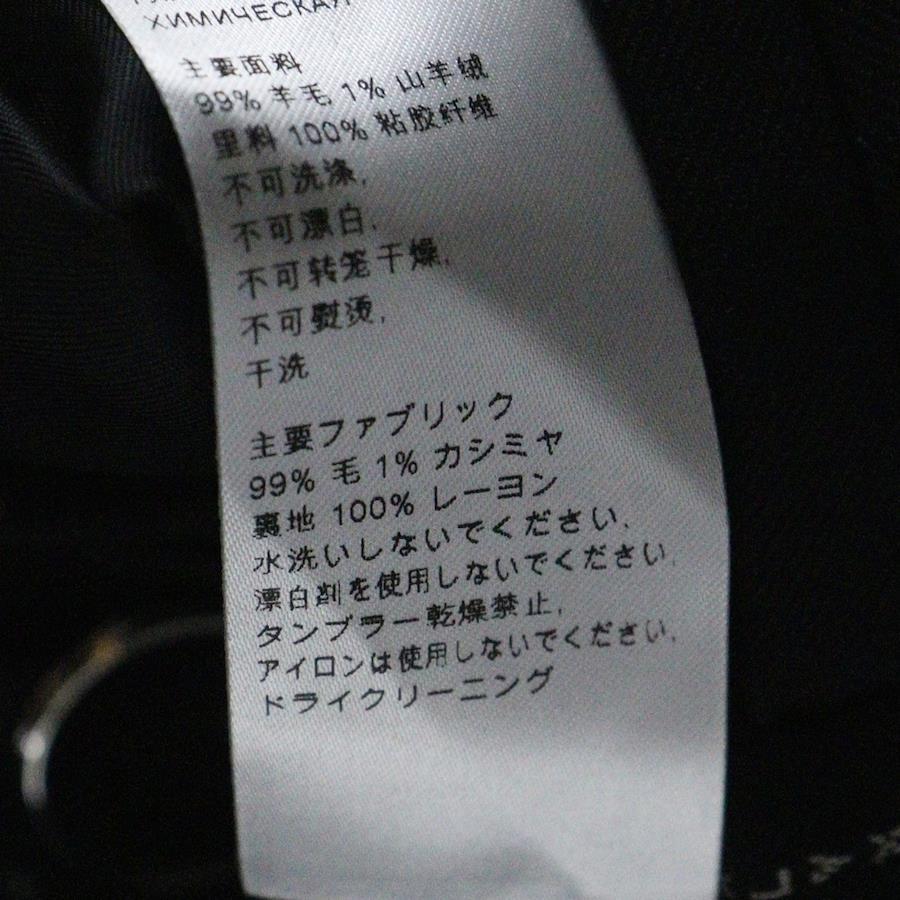 ХИМИЧЕСКАЯ
主要面料
99% 羊毛 1% 山羊绒
里料 100% 粘胶纤维
不可洗涤,
不可漂白,
不可转笼干燥,
不可熨烫,
干洗
主要ファブリック
99% 毛 1% カシミヤ
裏地 100% レーヨン
水洗いしないでください,
漂白剤を使用しないでください,
タンブラー乾燥禁止,
アイロンは使用しないでください,
ドライクリーニング